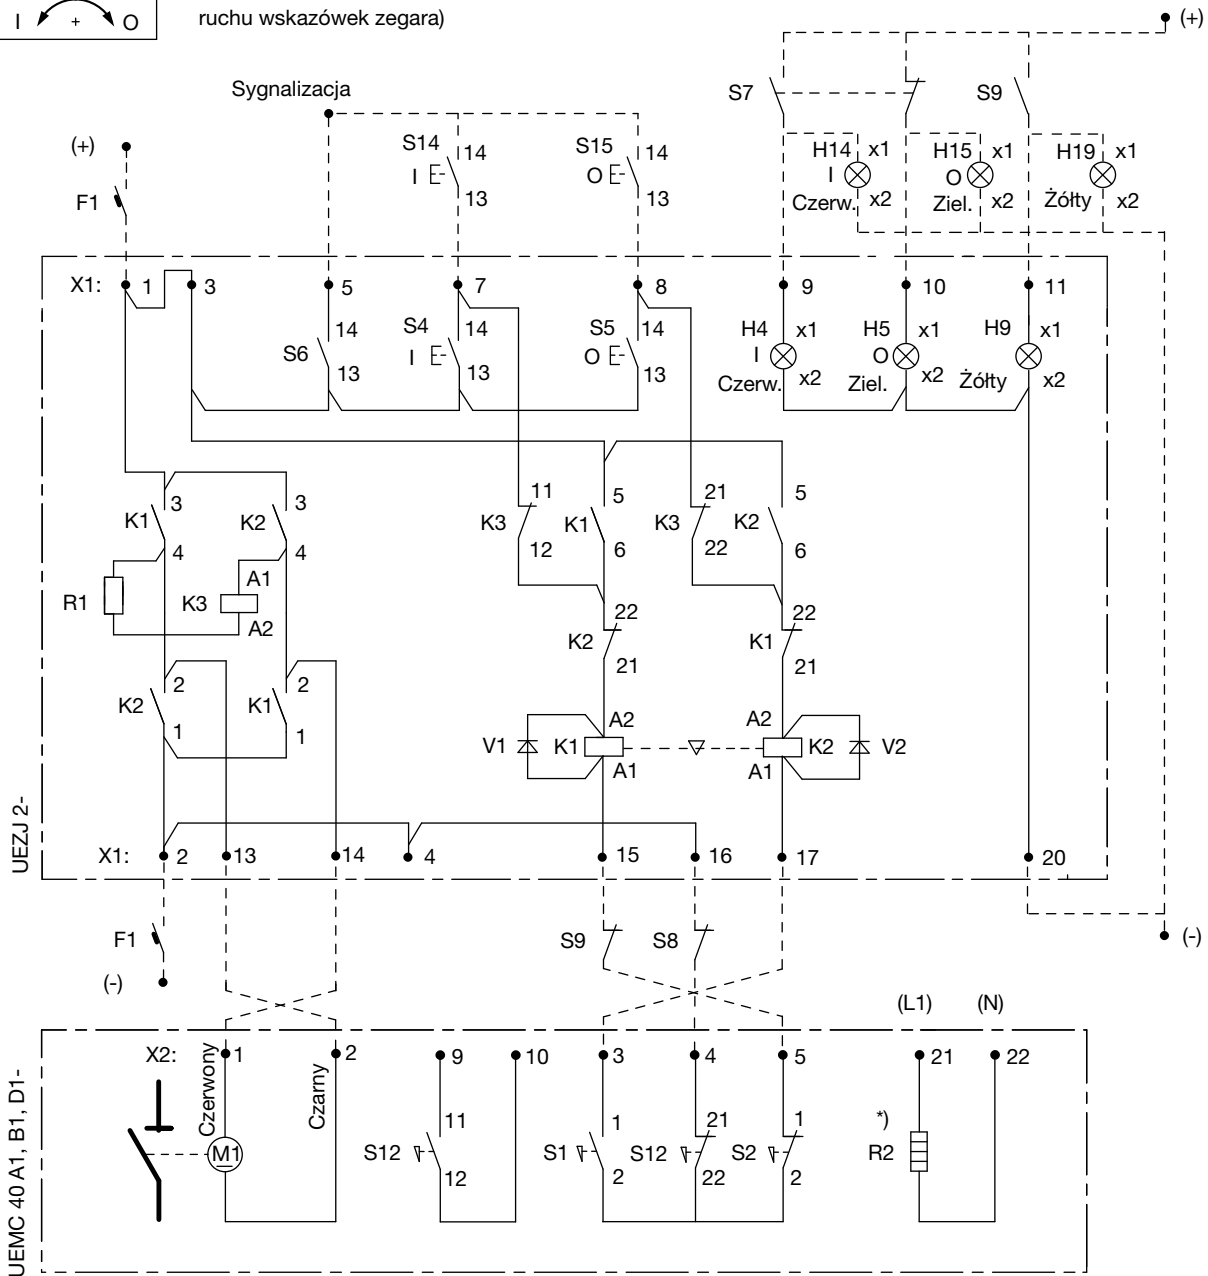 I + O
ruchu wskazówek zegara)
(+)
Sygnalizacja
S7
S9
(+)
S14
14
I
13
S15
14
O
13
F1
H14
x1
I
x2
Czerw.
H15
x1
O
x2
Ziel.
H19
x1
x2
Żółty
X1:
1
3
5
7
8
9
10
11
S6
14
13
S4
14
I
13
S5
14
O
13
H4
x1
I
x2
Czerw.
H5
x1
O
x2
Ziel.
H9
x1
x2
Żółty
K1
3
4
K2
3
4
K3
11
12
K1
5
6
K3
21
22
K2
5
6
R1
K3
A1
A2
K2
22
21
K1
22
21
K2
2
1
K1
2
1
V1
K1
A2
A1
A2
A1
K2
V2
UEZJ 2-
X1:
2
13
14
4
15
16
17
20
F1
(-)
S9
S8
(-)
(L1)
(N)
X2:
1
2
9
10
3
4
5
21
22
Czerwony
Czarny
M1
S12
11
12
S1
1
2
S12
21
22
S2
1
2
*)
R2
UEMC 40 A1, B1, D1-